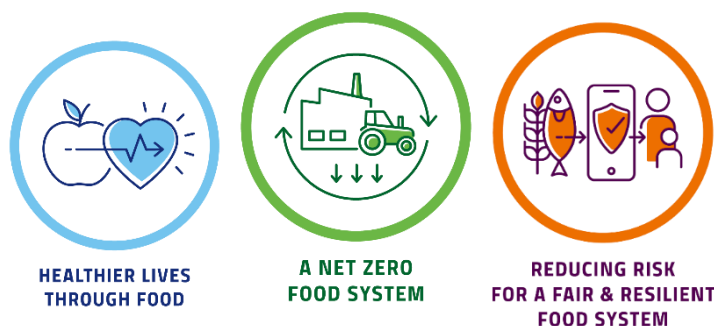 HEALTHIER LIVES
THROUGH FOOD
A NET ZERO
FOOD SYSTEM
REDUCING RISK
FOR A FAIR & RESILIENT
FOOD SYSTEM